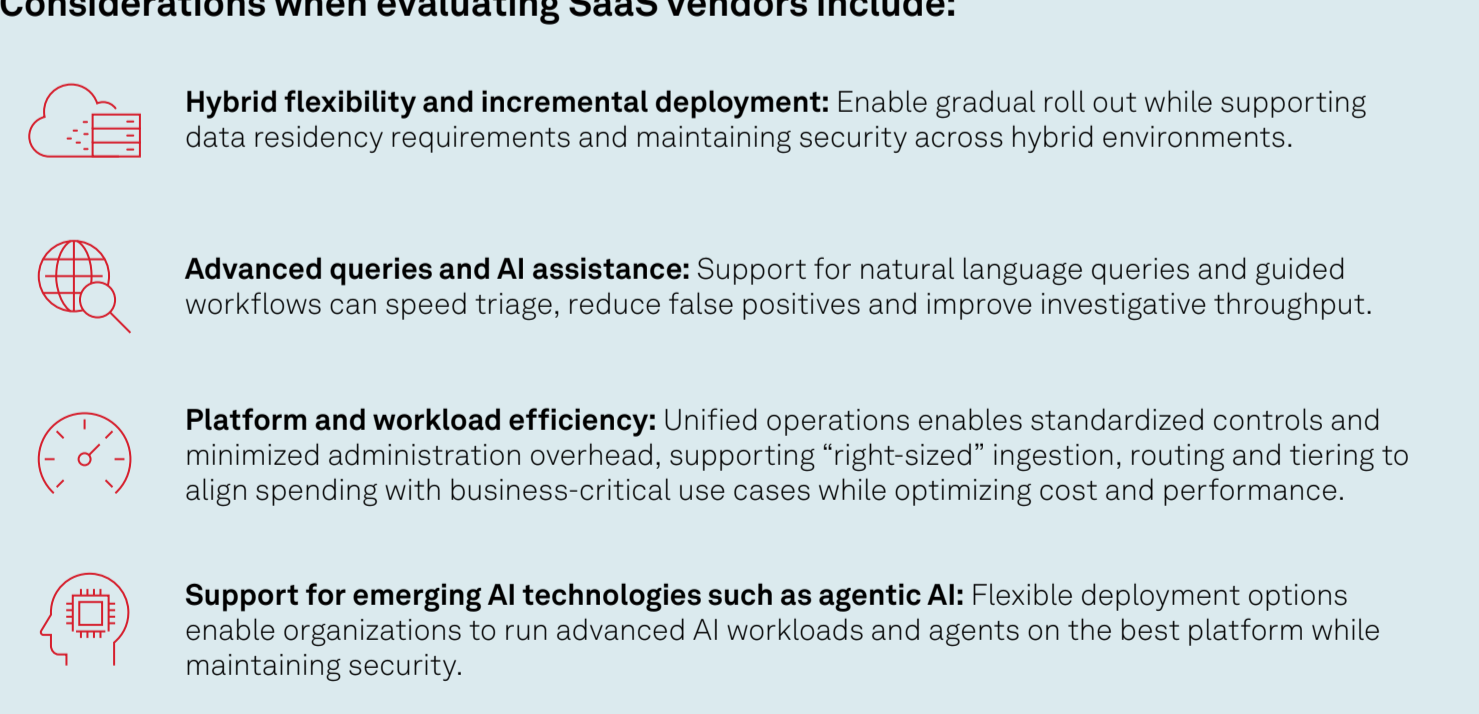 Considerations when evaluating SaaS vendors include:
Hybrid flexibility and incremental deployment: Enable gradual roll out while supporting
data residency requirements and maintaining security across hybrid environments.
Advanced queries and AI assistance: Support for natural language queries and guided
workflows can speed triage, reduce false positives and improve investigative throughput.
Platform and workload efficiency: Unified operations enables standardized controls and
minimized administration overhead, supporting “right-sized” ingestion, routing and tiering to
align spending with business-critical use cases while optimizing cost and performance.
Support for emerging AI technologies such as agentic AI: Flexible deployment options
enable organizations to run advanced AI workloads and agents on the best platform while
maintaining security.